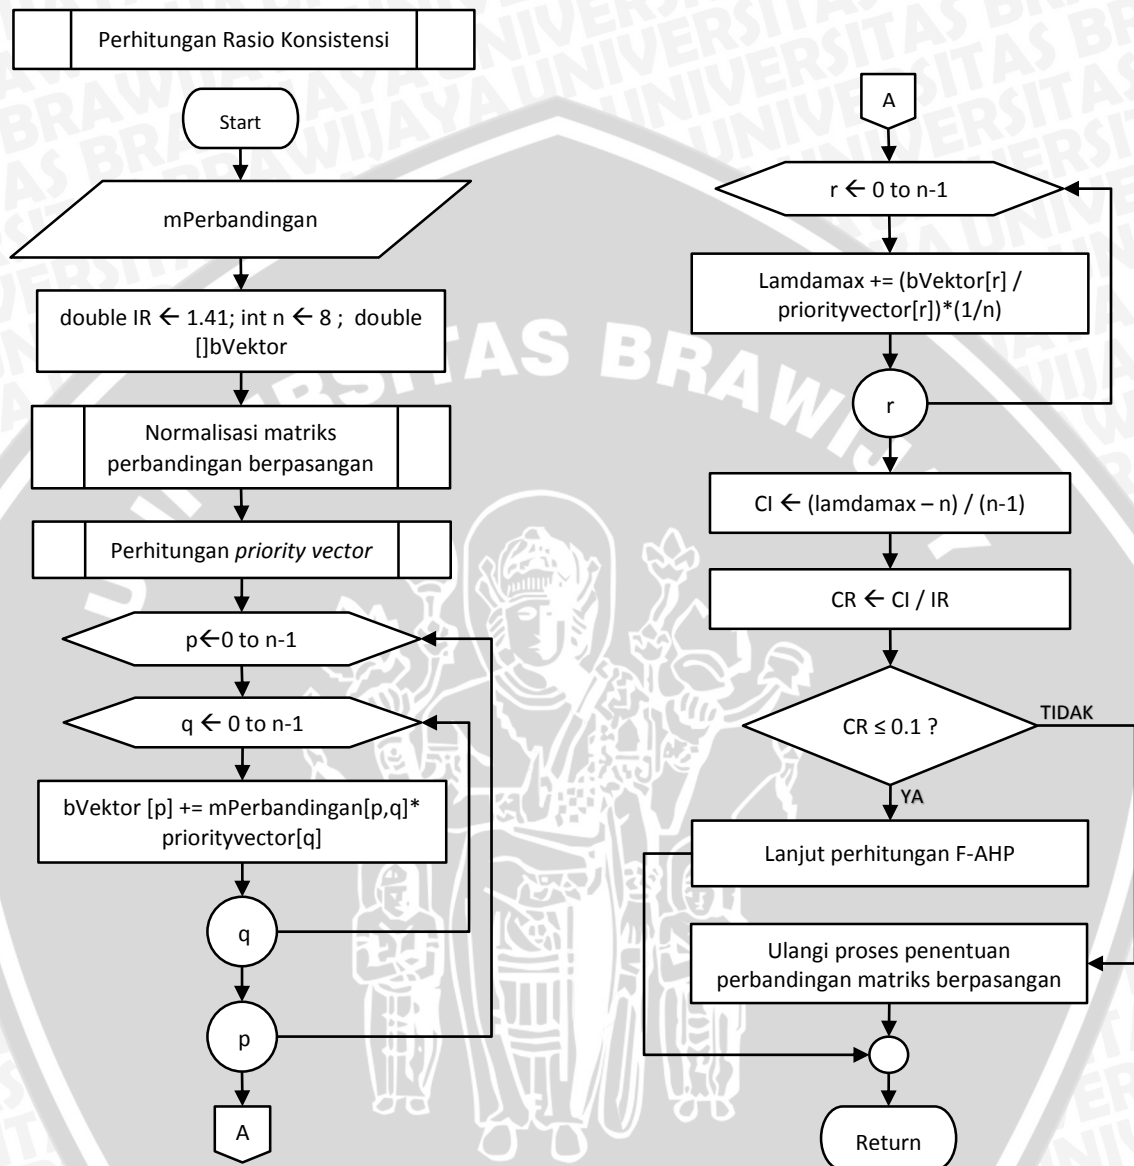 Perhitungan Rasio Konsistensi
Start
mPerbandingan
double IR ← 1.41; int n ← 8 ; double
[]bVektor
Normalisasi matriks
perbandingan berpasangan
Perhitungan priority vector
p←0 to n-1
q ← 0 to n-1
bVektor [p] += mPerbandingan[p,q]*
priorityvector[q]
q
p
A
A
r ← 0 to n-1
Lamdamax += (bVektor[r] /
priorityvector[r])*(1/n)
r
CI ← (lamdamax – n) / (n-1)
CR ← CI / IR
CR ≤ 0.1 ?
TIDAK
YA
Lanjut perhitungan F-AHP
Ulangi proses penentuan
perbandingan matriks berpasangan
Return
UNIVERSITAS BRAWIJAYA